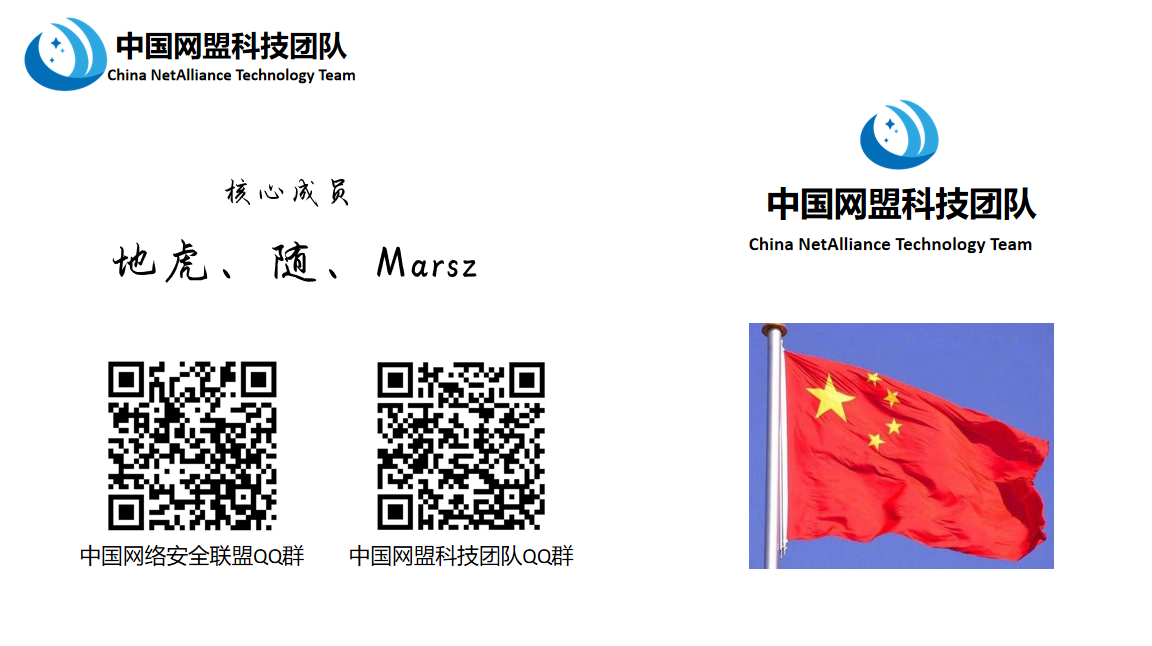 中国网盟科技团队
China NetAlliance Technology Team
核心成员
地虎、随、Marsz
中国网络安全联盟QQ群
中国网盟科技团队QQ群
中国网盟科技团队
China NetAlliance Technology Team